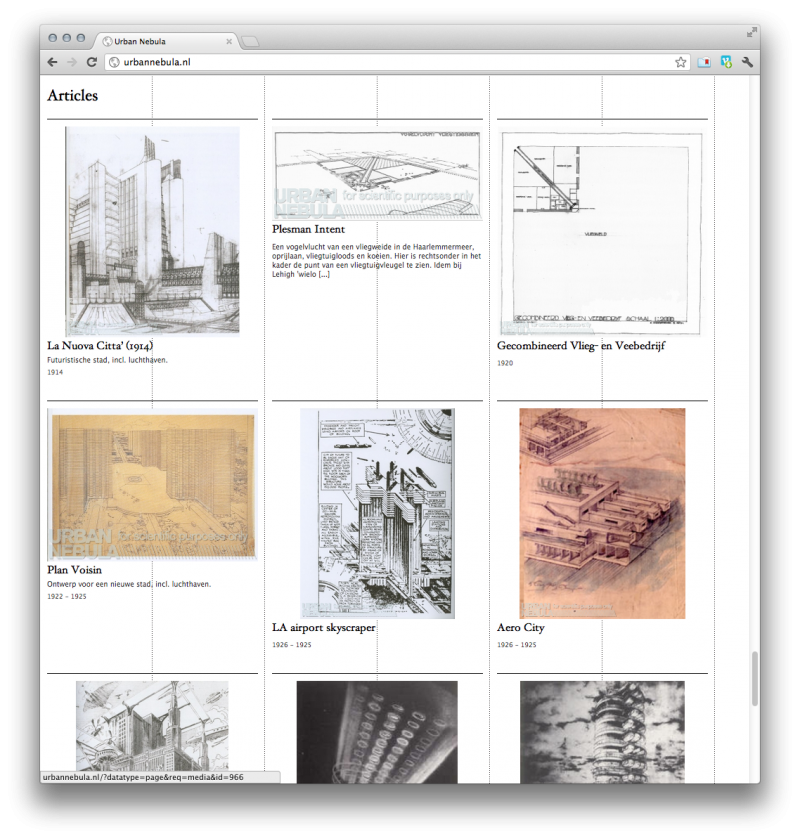 Urban Nebula
urbannebula.nl
Articles
URBAN
NEBULA
for scientific purposes only
VLIEGVELD
GECOMBINEERD VLIEG- EN VEEBEDRIJF SCHAAL 1:2000
Plesman Intent
Een vogelvlucht van een vliegweide in de Haarlemmermeer,
oprijlaan, vliegtuigloods en koeien. Hier is rechtsonder in het
kader de punt van een vliegtuigvleugel te zien. Idem bij
Lehigh 'wielo [...]
La Nuova Citta' (1914)
Futuristische stad, incl. luchthaven.
1914
Gecombineerd Vlieg- en Veebedrijf
1920
URBAN
NEBULA
for scientific purposes only
Plan Voisin
Ontwerp voor een nieuwe stad, incl. luchthaven.
1922 - 1925
LA airport skyscraper
1926 - 1925
Aero City
1926 - 1925
urbannebula.nl/?datatype=page&req=media&id=966